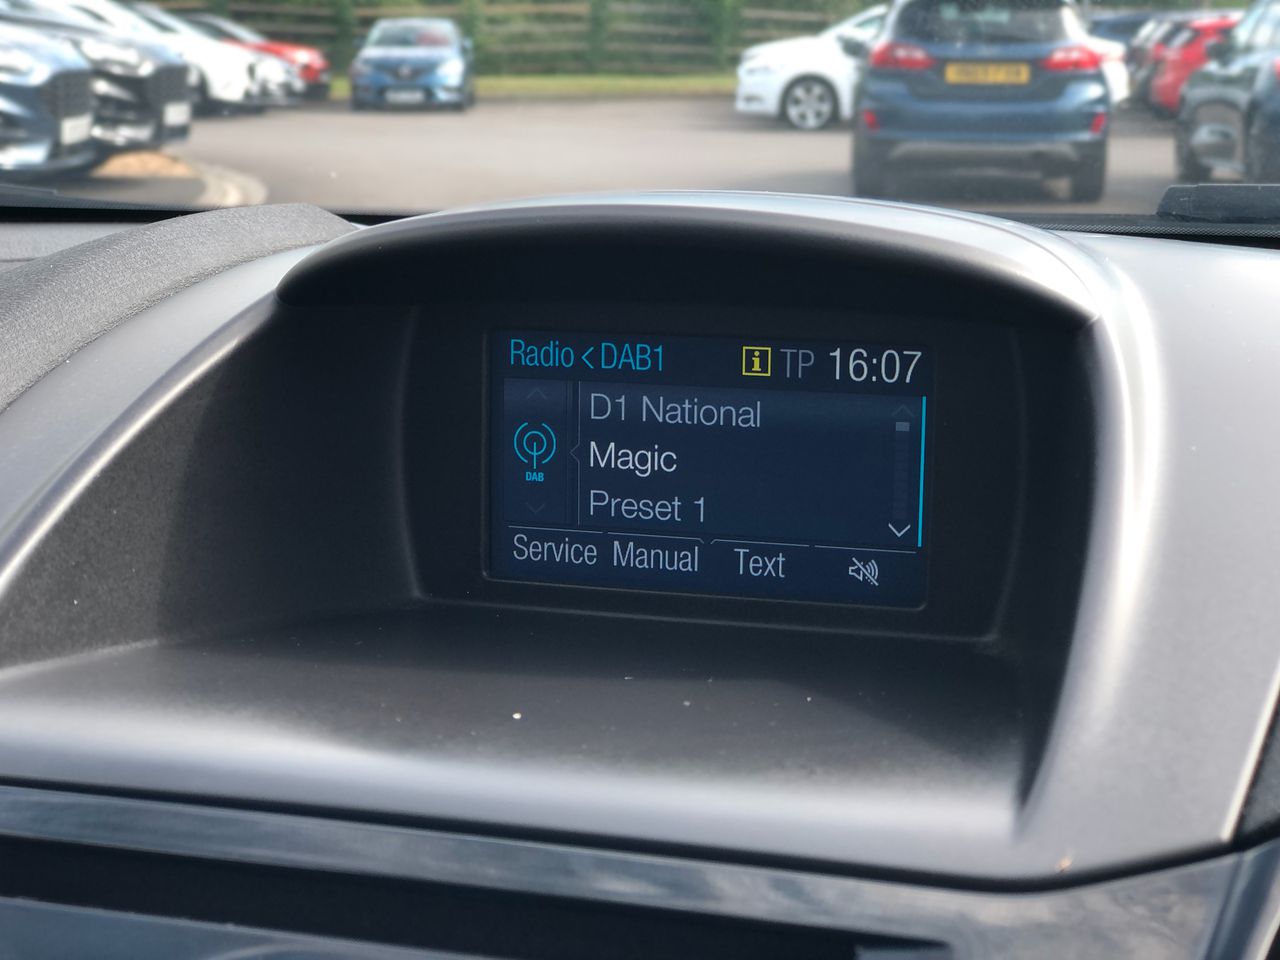 Radio < DAB1 i TP 16:07
D1 National
Magic
DAB
Preset 1
Service Manual Text